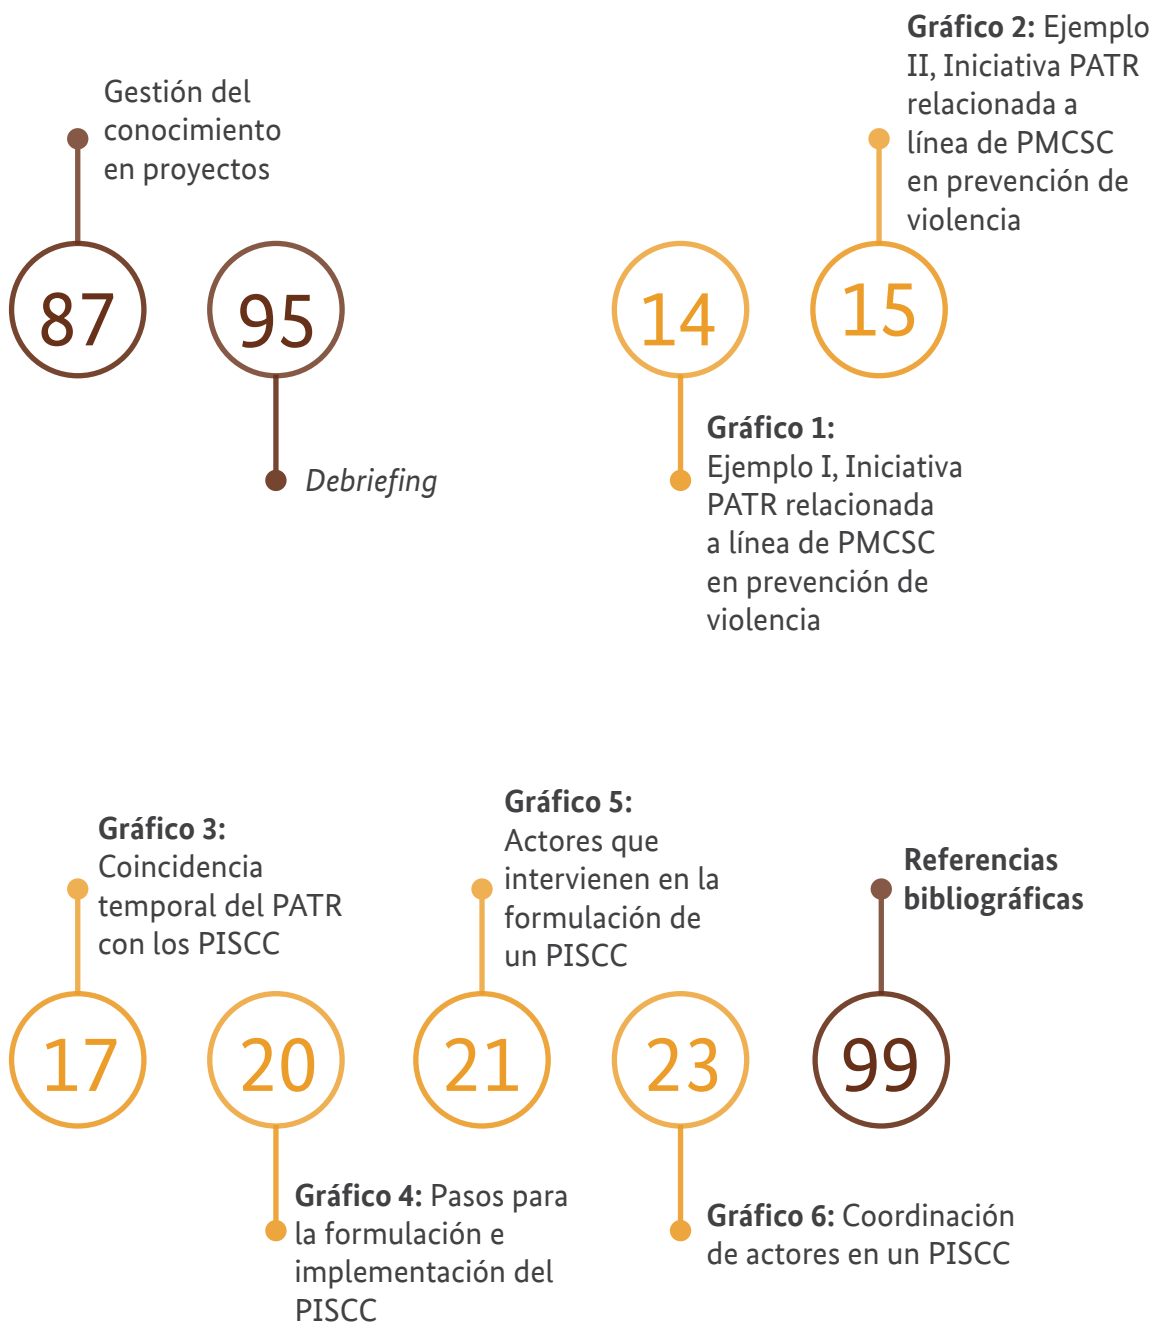 Gestión del
conocimiento
en proyectos
87
95
Debriefing
14
Gráfico 1:
Ejemplo I, Iniciativa
PATR relacionada
a línea de PMCSC
en prevención de
violencia
Gráfico 2: Ejemplo
II, Iniciativa PATR
relacionada a
línea de PMCSC
en prevención de
violencia
15
Gráfico 3:
Coincidencia
temporal del PATR
con los PISCC
17
20
Gráfico 4: Pasos para
la formulación e
implementación del
PISCC
Gráfico 5:
Actores que
intervienen en la
formulación de
un PISCC
21
23
Gráfico 6: Coordinación
de actores en un PISCC
Referencias
bibliográficas
99